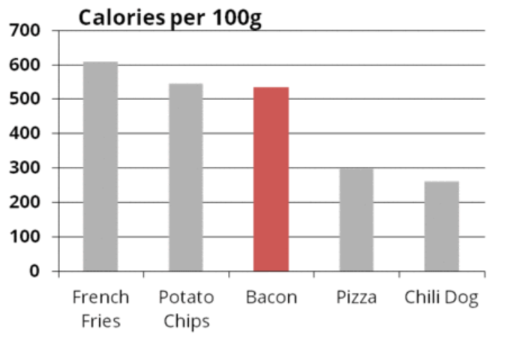 Calories per 100g
700
600
500
400
300
200
100
0
French
Fries
Potato
Chips
Bacon
Pizza
Chili Dog